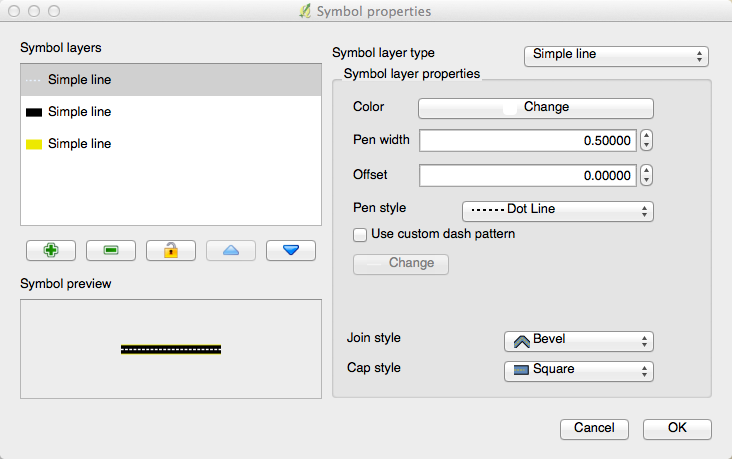 Symbol properties
Symbol layers
Simple line
Simple line
Simple line
Symbol preview
Symbol layer type
Simple line
Symbol layer properties
Color
Change
Pen width
0.50000
Offset
0.00000
Pen style
Dot Line
Use custom dash pattern
Change
Join style
Bevel
Cap style
Square
Cancel
OK